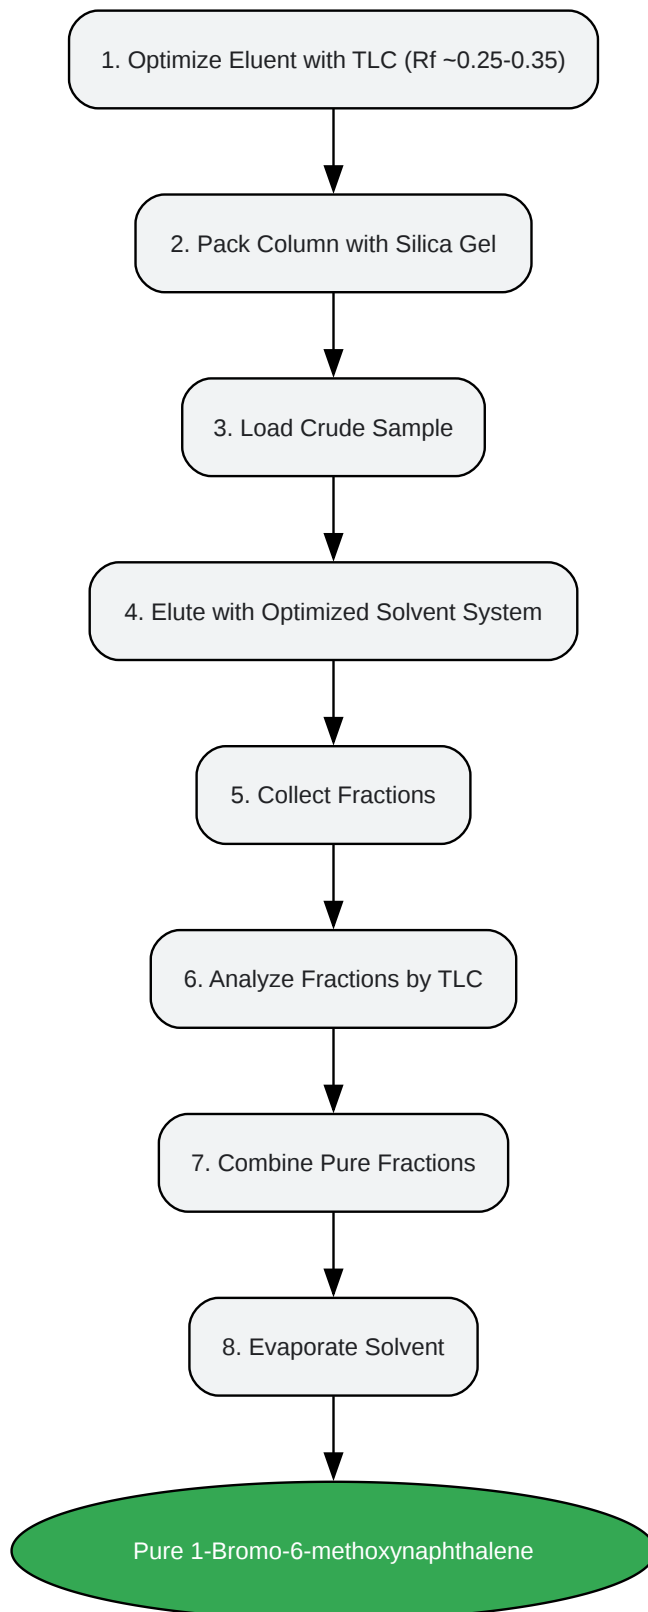 1. Optimize Eluent with TLC (Rf ~0.25-0.35)
2. Pack Column with Silica Gel
3. Load Crude Sample
4. Elute with Optimized Solvent System
5. Collect Fractions
6. Analyze Fractions by TLC
7. Combine Pure Fractions
8. Evaporate Solvent
Pure 1-Bromo-6-methoxynaphthalene